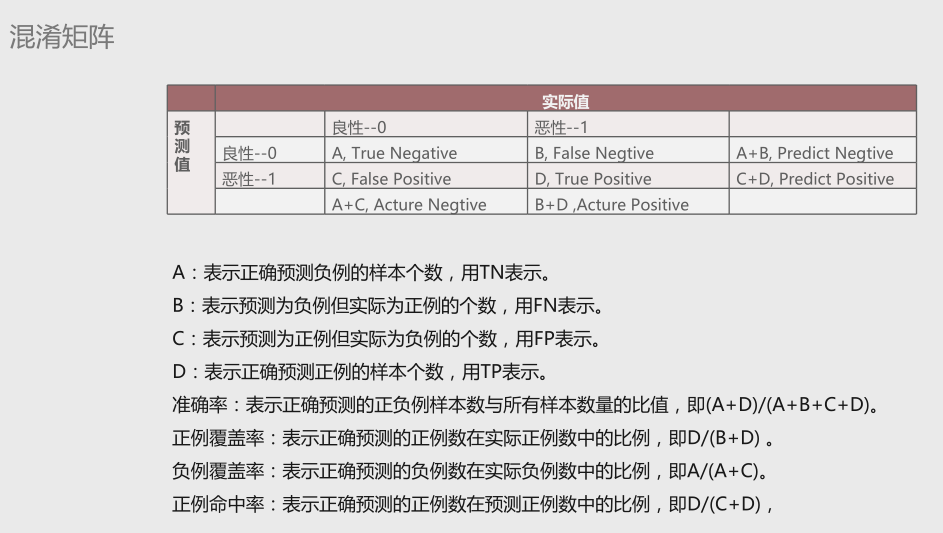 混淆矩阵
实际值
预测值
良性--0 恶性--1
良性--0 A, True Negative B, False Negtive A+B, Predict Negtive
恶性--1 C, False Positive D, True Positive C+D, Predict Positive
A+C, Acture Negtive B+D ,Acture Positive
A：表示正确预测负例的样本个数，用TN表示。
B：表示预测为负例但实际为正例的个数，用FN表示。
C：表示预测为正例但实际为负例的个数，用FP表示。
D：表示正确预测正例的样本个数，用TP表示。
准确率：表示正确预测的正负例样本数与所有样本数量的比值，即(A+D)/(A+B+C+D)。
正例覆盖率：表示正确预测的正例数在实际正例数中的比例，即D/(B+D) 。
负例覆盖率：表示正确预测的负例数在实际负例数中的比例，即A/(A+C)。
正例命中率：表示正确预测的正例数在预测正例数中的比例，即D/(C+D)，